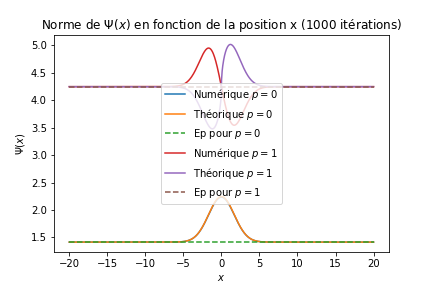 Norme de Ψ(x) en fonction de la position x (1000 itérations)
5.0
4.5
4.0
3.5
3.0
2.5
2.0
1.5
Ψ(x)
Numérique p = 0
Théorique p = 0
Ep pour p = 0
Numérique p = 1
Théorique p = 1
Ep pour p = 1
−20 −15 −10 −5 0 5 10 15 20
x